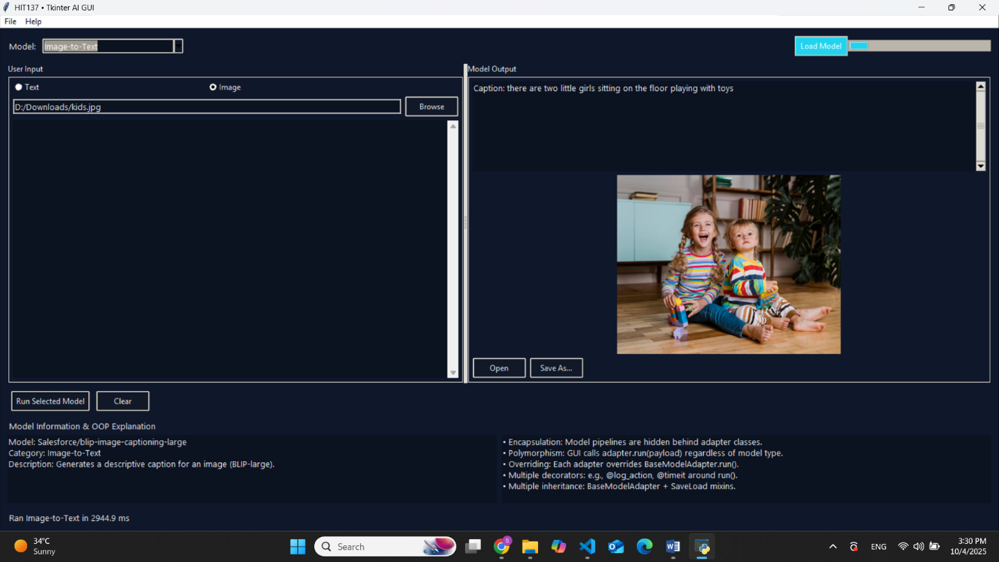 HIT137 • Tkinter AI GUI
File Help
Model: Image-to-Text
Load Model
User Input
Text
Image
D:/Downloads/kids.jpg
Browse
Model Output
Caption: there are two little girls sitting on the floor playing with toys
Open
Save As...
Run Selected Model
Clear
Model Information & OOP Explanation
Model: Salesforce/blip-image-captioning-large
Category: Image-to-Text
Description: Generates a descriptive caption for an image (BLIP-large).
• Encapsulation: Model pipelines are hidden behind adapter classes.
• Polymorphism: GUI calls adapter.run(payload) regardless of model type.
• Overriding: Each adapter overrides BaseModelAdapter.run().
• Multiple decorators: e.g., @log_action, @timeit around run().
• Multiple inheritance: BaseModelAdapter + SaveLoad mixins.
Ran Image-to-Text in 2944.9 ms
34°C
Sunny
Search
S
ENG
3:30 PM
10/4/2025